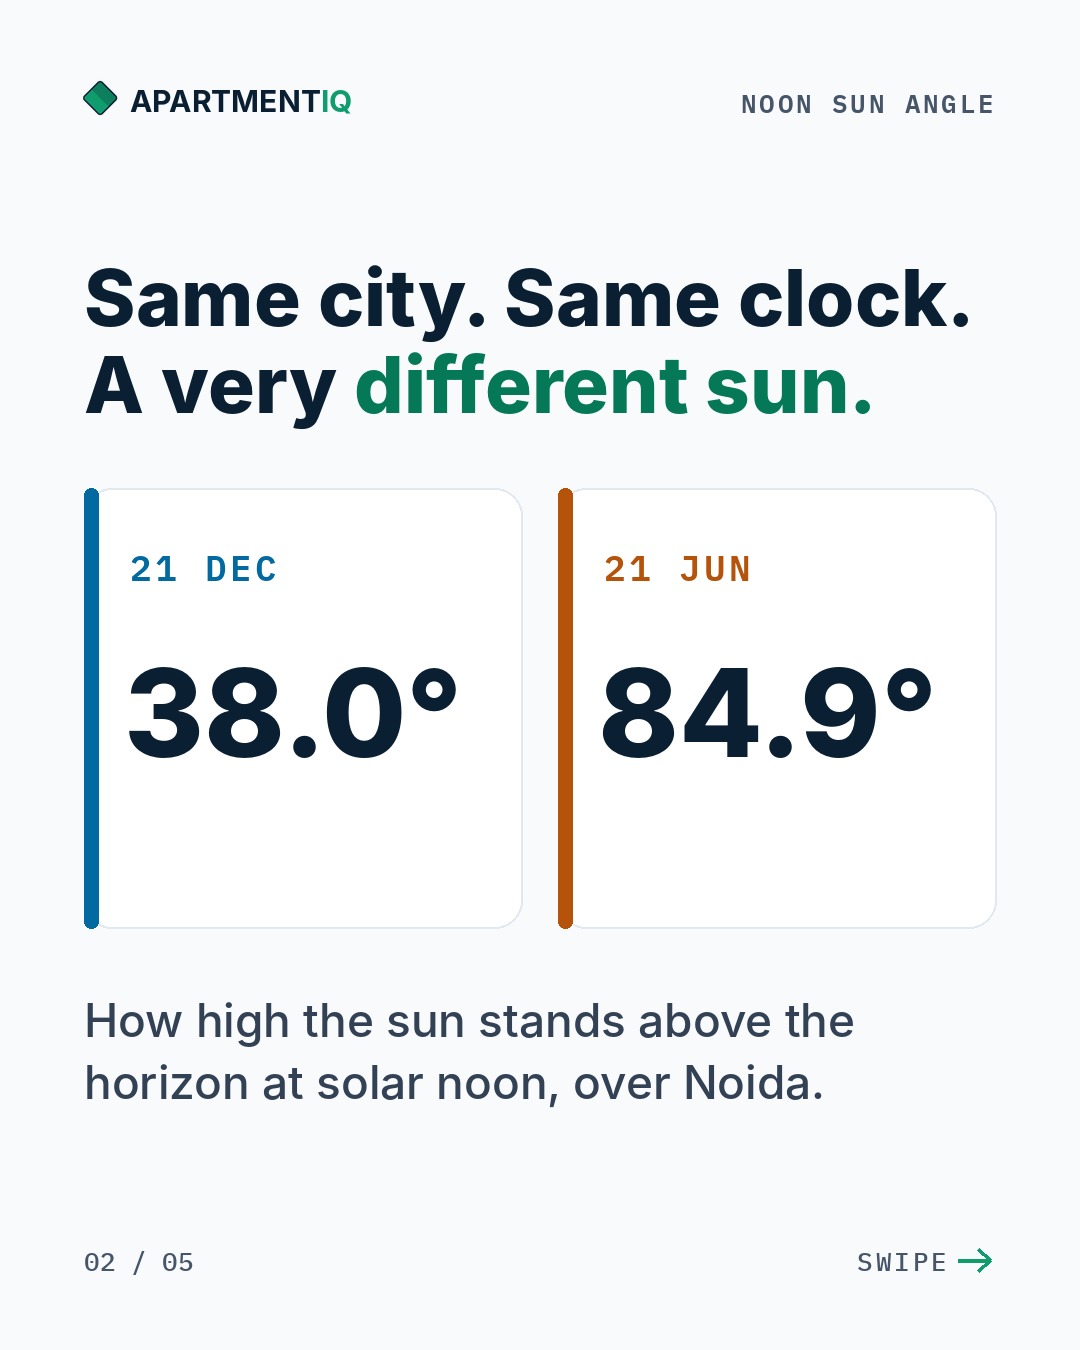 APARTMENTIQ
NOON SUN ANGLE
Same city. Same clock.
A very different sun.
21 DEC
38.0°
21 JUN
84.9°
How high the sun stands above the
horizon at solar noon, over Noida.
02 / 05
SWIPE →